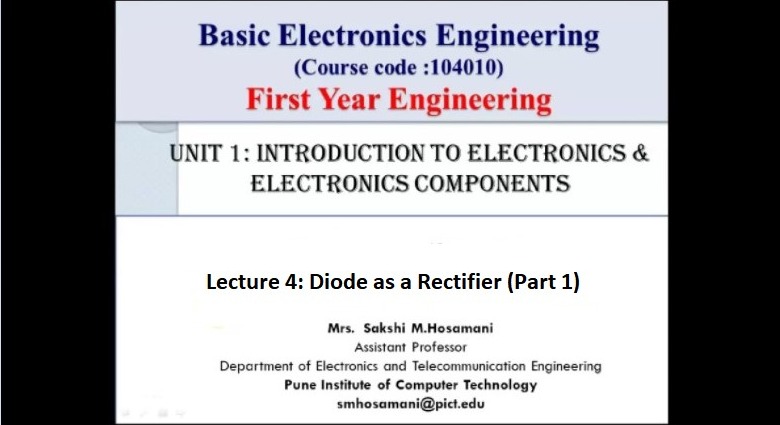 Basic Electronics Engineering
(Course code :104010)
First Year Engineering
UNIT 1: INTRODUCTION TO ELECTRONICS &
ELECTRONICS COMPONENTS
Lecture 4: Diode as a Rectifier (Part 1)
Mrs. Sakshi M.Hosamani
Assistant Professor
Department of Electronics and Telecommunication Engineering
Pune Institute of Computer Technology
smhosamani@pict.edu